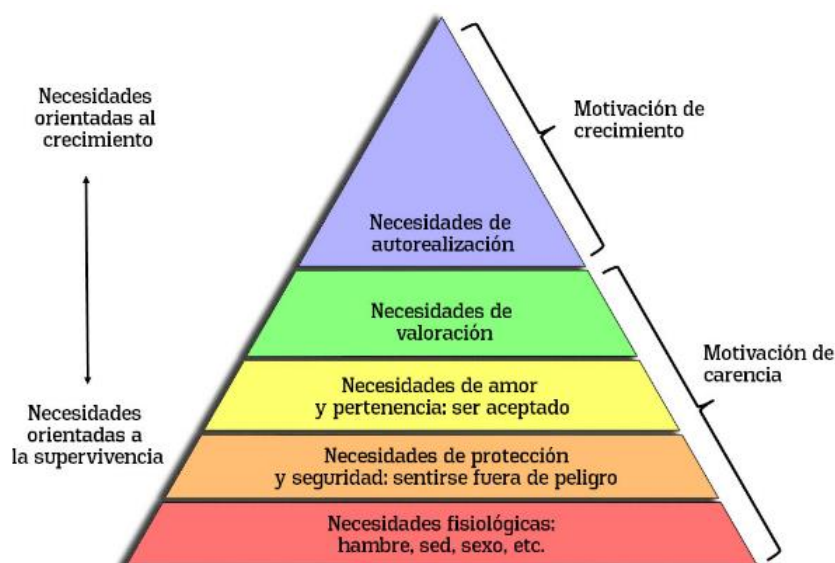 Necesidades
orientadas al
crecimiento
Motivación de
crecimiento
Necesidades de
autorealización
Necesidades de
valoración
Motivación de
carencia
Necesidades de amor
y pertenencia: ser aceptado
Necesidades
orientadas a
la supervivencia
Necesidades de protección
y seguridad: sentirse fuera de peligro
Necesidades fisiológicas:
hambre, sed, sexo, etc.